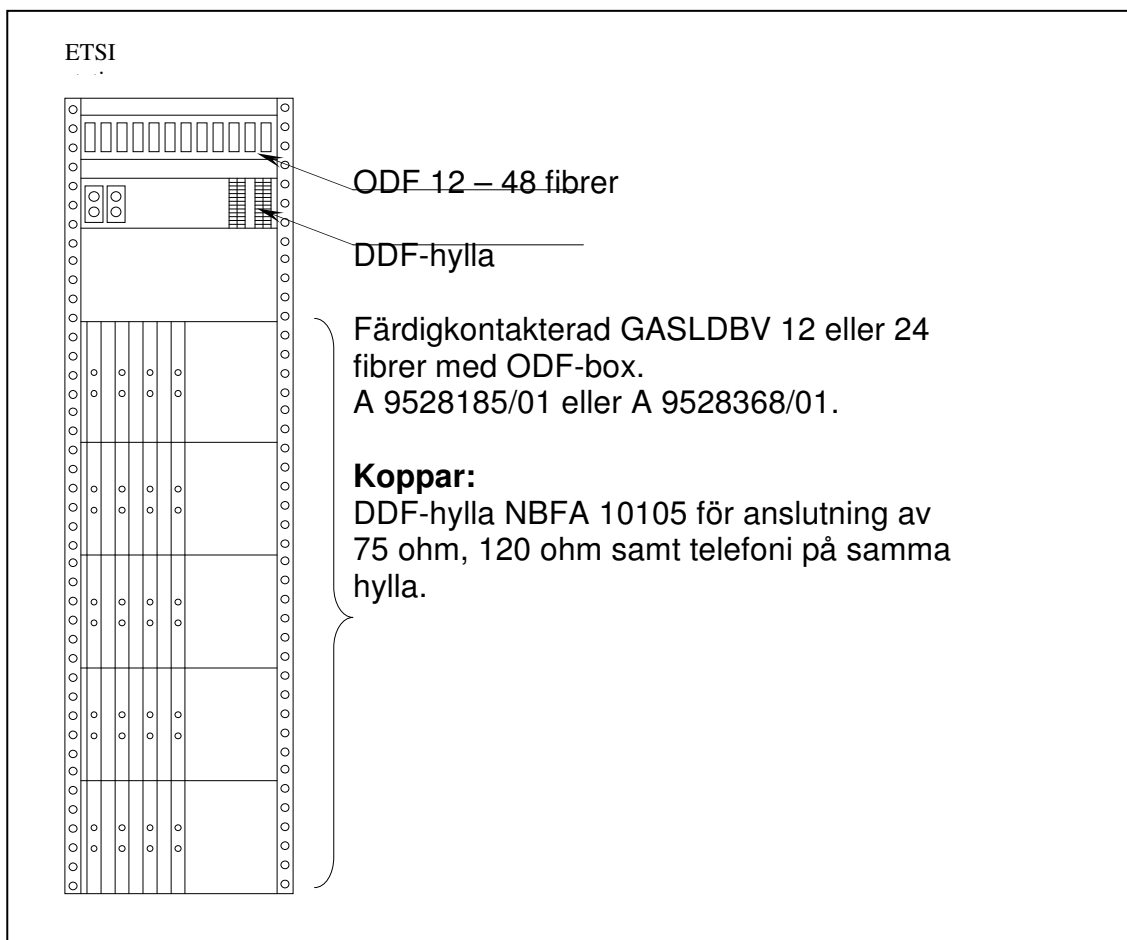 ETSI
ODF 12 – 48 fibrer
DDF-hylla
Färdigkontakterad GASLDBV 12 eller 24
fibrer med ODF-box.
A 9528185/01 eller A 9528368/01.
Koppar:
DDF-hylla NBFA 10105 för anslutning av
75 ohm, 120 ohm samt telefoni på samma
hylla.